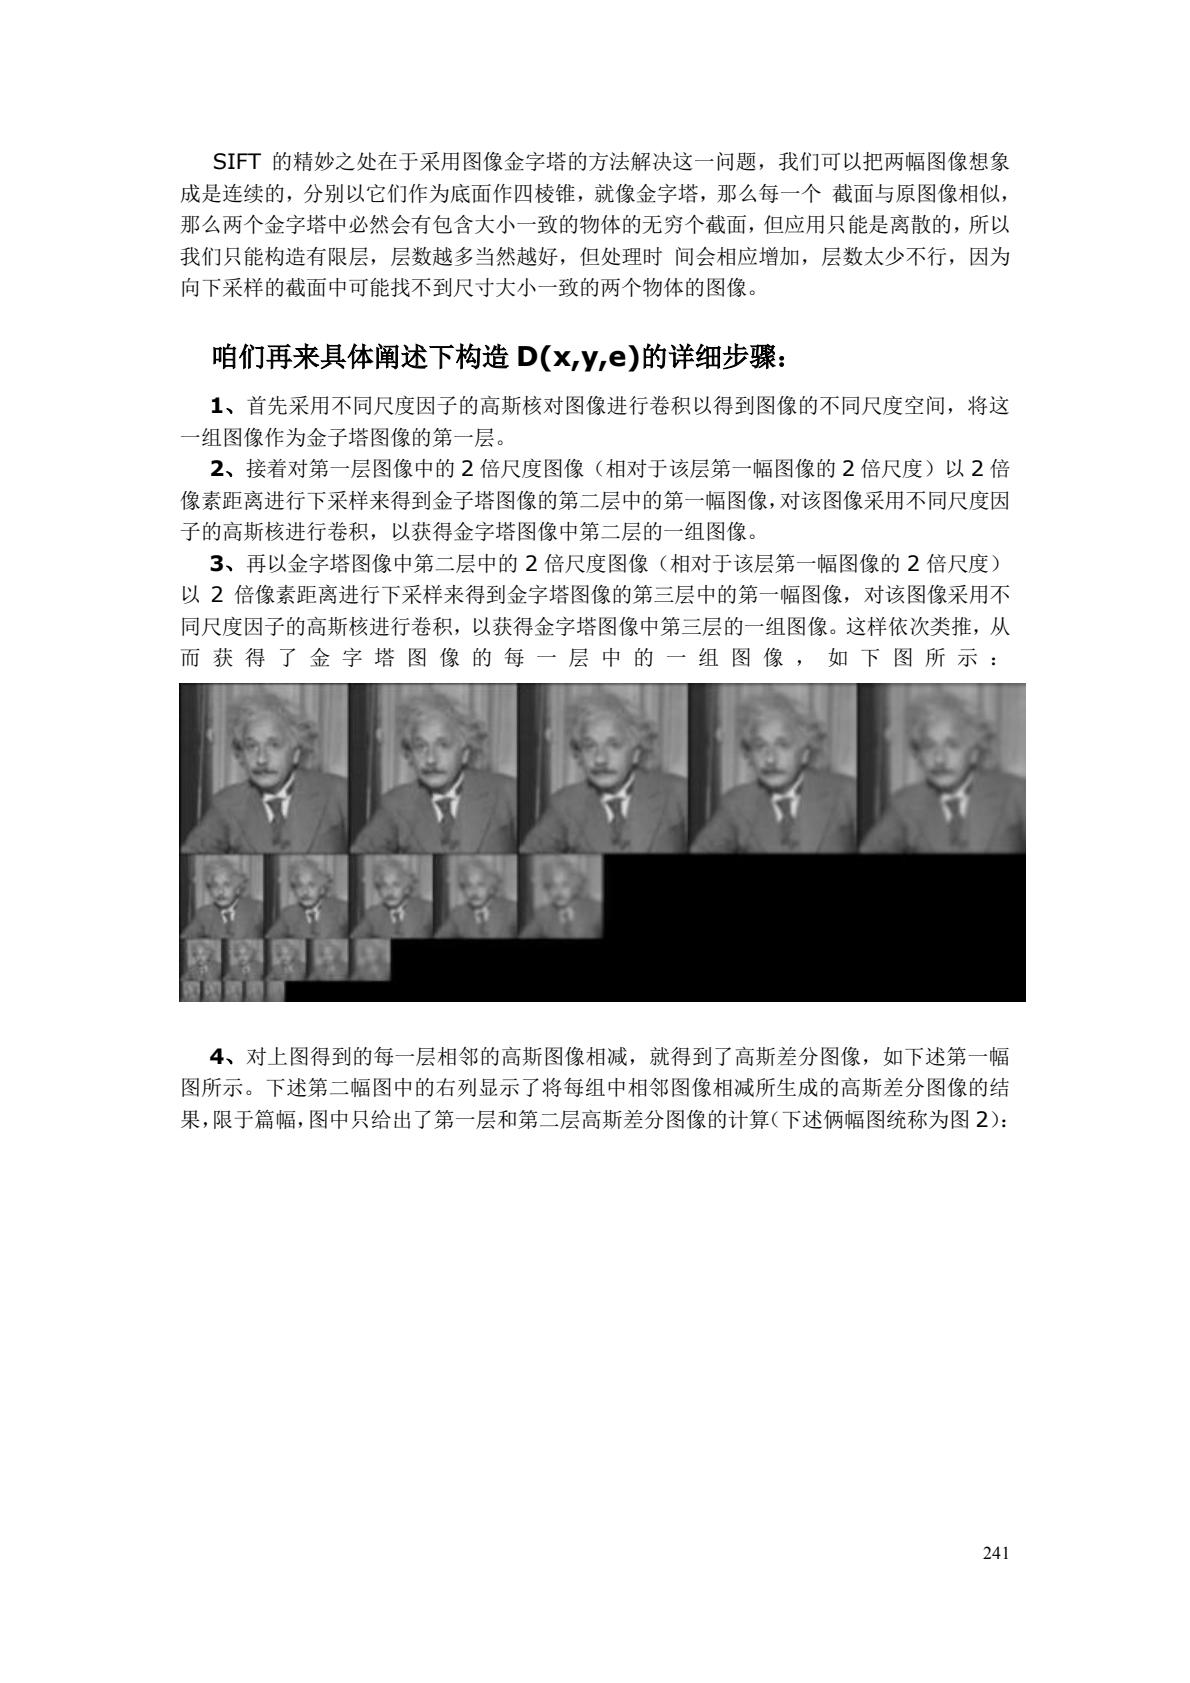 SIFT 的精妙之处在于采用图像金字塔的方法解决这一问题，我们可以把两幅图像想象
成是连续的，分别以它们作为底面作四棱锥，就像金字塔，那么每一个 截面与原图像相似，
那么两个金字塔中必然会有包含大小一致的物体的无穷个截面，但应用只能是离散的，所以
我们只能构造有限层，层数越多当然越好，但处理时 间会相应增加，层数太少不行，因为
向下采样的截面中可能找不到尺寸大小一致的两个物体的图像。
咱们再来具体阐述下构造 D(x,y,e)的详细步骤：
1、首先采用不同尺度因子的高斯核对图像进行卷积以得到图像的不同尺度空间，将这
一组图像作为金子塔图像的第一层。
2、接着对第一层图像中的 2 倍尺度图像（相对于该层第一幅图像的 2 倍尺度）以 2 倍
像素距离进行下采样来得到金子塔图像的第二层中的第一幅图像，对该图像采用不同尺度因
子的高斯核进行卷积，以获得金字塔图像中第二层的一组图像。
3、再以金字塔图像中第二层中的 2 倍尺度图像（相对于该层第一幅图像的 2 倍尺度）
以 2 倍像素距离进行下采样来得到金字塔图像的第三层中的第一幅图像，对该图像采用不
同尺度因子的高斯核进行卷积，以获得金字塔图像中第三层的一组图像。这样依次类推，从
而获得了金字塔图像的每一层中的一组图像，如下图所示：
4、对上图得到的每一层相邻的高斯图像相减，就得到了高斯差分图像，如下述第一幅
图所示。下述第二幅图中的右列显示了将每组中相邻图像相减所生成的高斯差分图像的结
果，限于篇幅，图中只给出了第一层和第二层高斯差分图像的计算（下述俩幅图统称为图 2）：
241